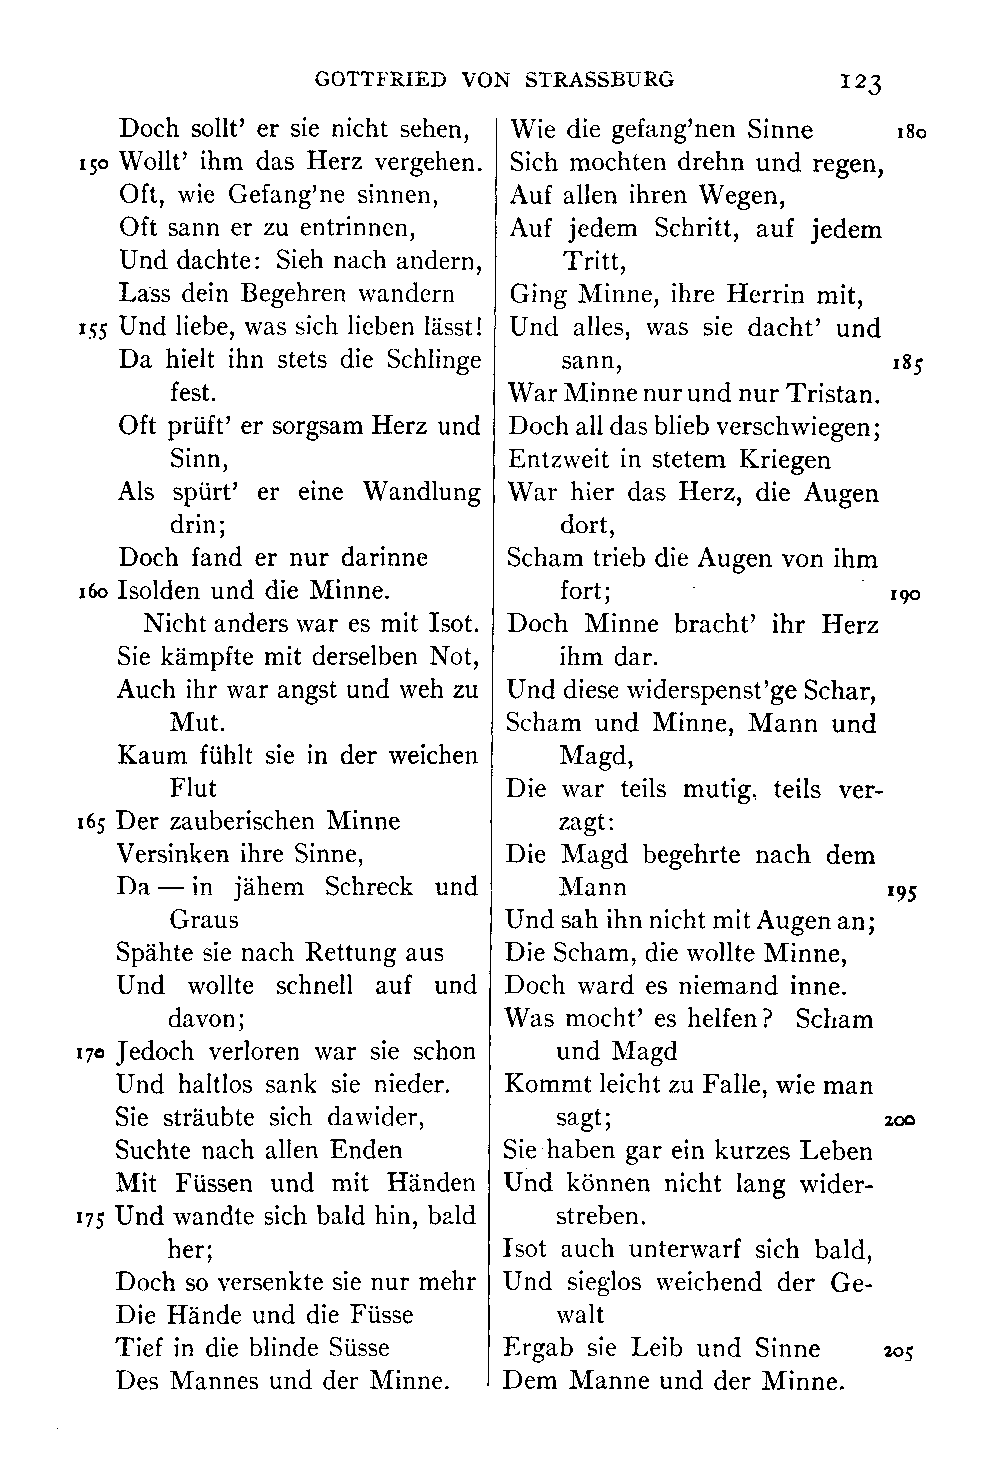 GOTTFRIED VON STRASSBURG 123
Doch sollt' er sie nicht sehen,
150 Wollt' ihm das Herz vergehen.
Oft, wie Gefang'ne sinnen,
Oft sann er zu entrinnen,
Und dachte: Sieh nach andern,
Lass dein Begehren wandern
155 Und liebe, was sich lieben lässt!
Da hielt ihn stets die Schlinge
fest.
Oft prüft' er sorgsam Herz und
Sinn,
Als spürt' er eine Wandlung
drin;
Doch fand er nur darinne
160 Isolden und die Minne.
Nicht anders war es mit Isot.
Sie kämpfte mit derselben Not,
Auch ihr war angst und weh zu
Mut.
Kaum fühlt sie in der weichen
Flut
165 Der zauberischen Minne
Versinken ihre Sinne,
Da — in jähem Schreck und
Graus
Spähte sie nach Rettung aus
Und wollte schnell auf und
davon;
170 Jedoch verloren war sie schon
Und haltlos sank sie nieder.
Sie sträubte sich dawider,
Suchte nach allen Enden
Mit Füssen und mit Händen
175 Und wandte sich bald hin, bald
her;
Doch so versenkte sie nur mehr
Die Hände und die Füsse
Tief in die blinde Süsse
Des Mannes und der Minne.
Wie die gefang'nen Sinne 180
Sich mochten drehn und regen,
Auf allen ihren Wegen,
Auf jedem Schritt, auf jedem
Tritt,
Ging Minne, ihre Herrin mit,
Und alles, was sie dacht' und
sann, 185
War Minne nur und nur Tristan.
Doch all das blieb verschwiegen;
Entzweit in stetem Kriegen
War hier das Herz, die Augen
dort,
Scham trieb die Augen von ihm
fort; 190
Doch Minne bracht' ihr Herz
ihm dar.
Und diese widerspenst'ge Schar,
Scham und Minne, Mann und
Magd,
Die war teils mutig, teils ver-
zagt:
Die Magd begehrte nach dem
Mann 195
Und sah ihn nicht mit Augen an;
Die Scham, die wollte Minne,
Doch ward es niemand inne.
Was mocht' es helfen? Scham
und Magd
Kommt leicht zu Falle, wie man
sagt; 200
Sie haben gar ein kurzes Leben
Und können nicht lang wider-
streben.
Isot auch unterwarf sich bald,
Und sieglos weichend der Ge-
walt
Ergab sie Leib und Sinne 205
Dem Manne und der Minne.